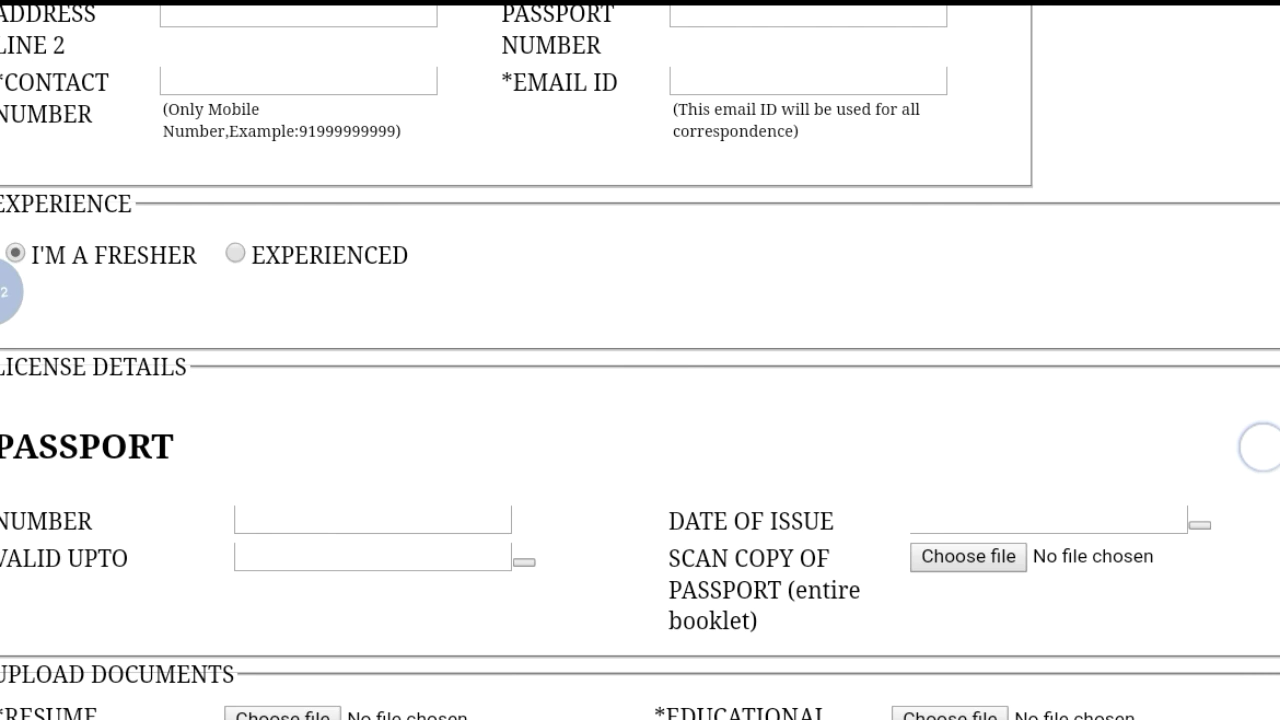 ADDRESS PASSPORT
LINE 2 NUMBER
*CONTACT *EMAIL ID
NUMBER
(Only Mobile (This email ID will be used for all
Number,Example:91999999999) correspondence)
EXPERIENCE
I'M A FRESHER EXPERIENCED
2
LICENSE DETAILS
PASSPORT
NUMBER DATE OF ISSUE
VALID UPTO SCAN COPY OF Choose file No file chosen
PASSPORT (entire
booklet)
UPLOAD DOCUMENTS
*RESUME Choose file No file chosen *EDUCATIONAL Choose file No file chosen